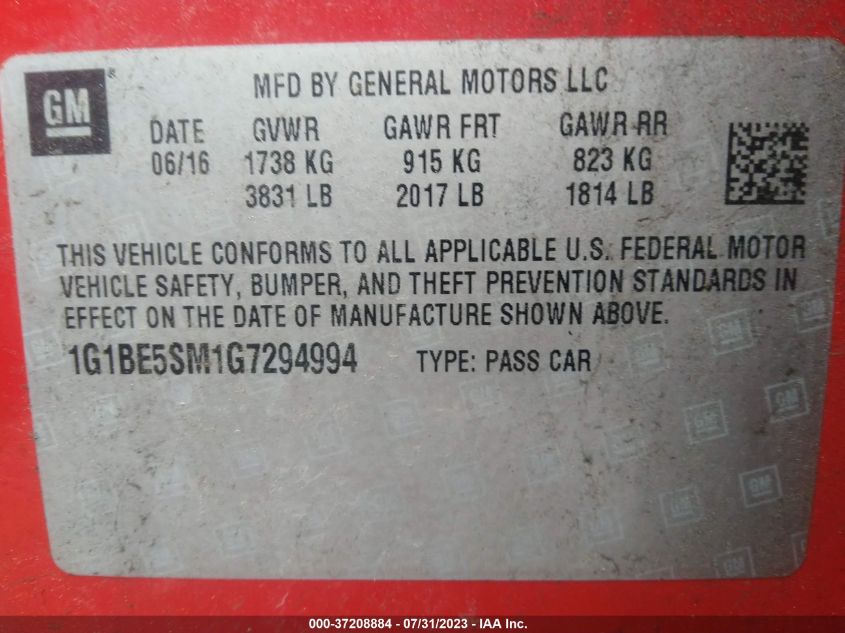 GM®
MFD BY GENERAL MOTORS LLC
DATE GVWR GAWR FRT GAWR RR
06/16 1738 KG 915 KG 823 KG
3831 LB 2017 LB 1814 LB
THIS VEHICLE CONFORMS TO ALL APPLICABLE U.S. FEDERAL MOTOR
VEHICLE SAFETY, BUMPER, AND THEFT PREVENTION STANDARDS IN
EFFECT ON THE DATE OF MANUFACTURE SHOWN ABOVE.
1G1BE5SM1G7294994 TYPE: PASS CAR
000-37208884 / 07/31/2023 - IAA Inc.